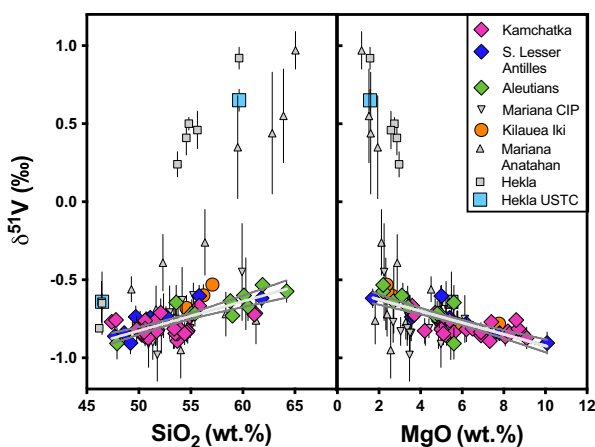 δ⁵¹V (‰)
1.0
0.5
0.0
-0.5
-1.0
45 50 55 60 65
SiO₂ (wt.%)
0 2 4 6 8 10 12
MgO (wt.%)
Kamchatka
S. Lesser
Antilles
Aleutians
Mariana CIP
Kilauea Iki
Mariana
Anatahan
Hekla
Hekla USTC